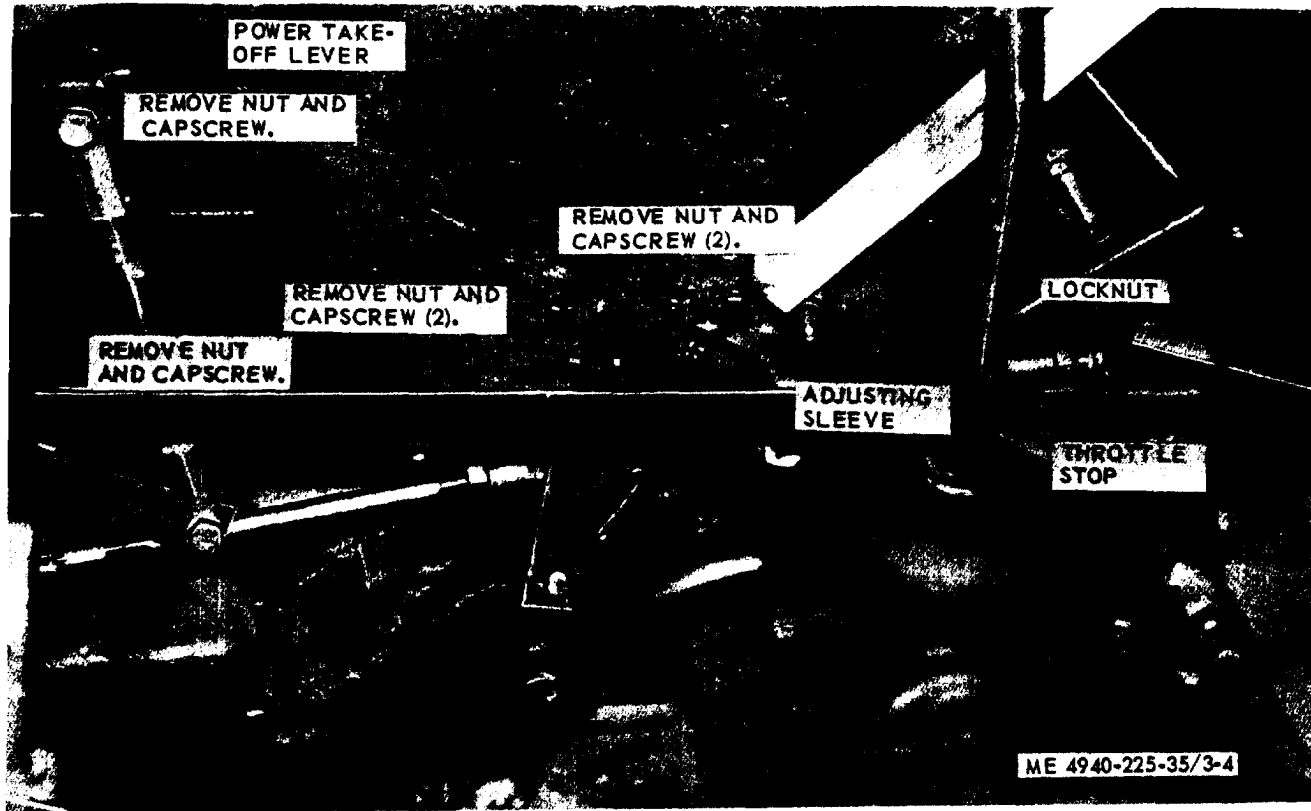 POWER TAKE-
OFF LEVER
REMOVE NUT AND
CAPSCREW.
REMOVE NUT AND
CAPSCREW (2).
REMOVE NUT AND
CAPSCREW (2).
LOCKNUT
REMOVE NUT
AND CAPSCREW.
ADJUSTING
SLEEVE
THROTTLE
STOP
ME 4940-225-35/3-4